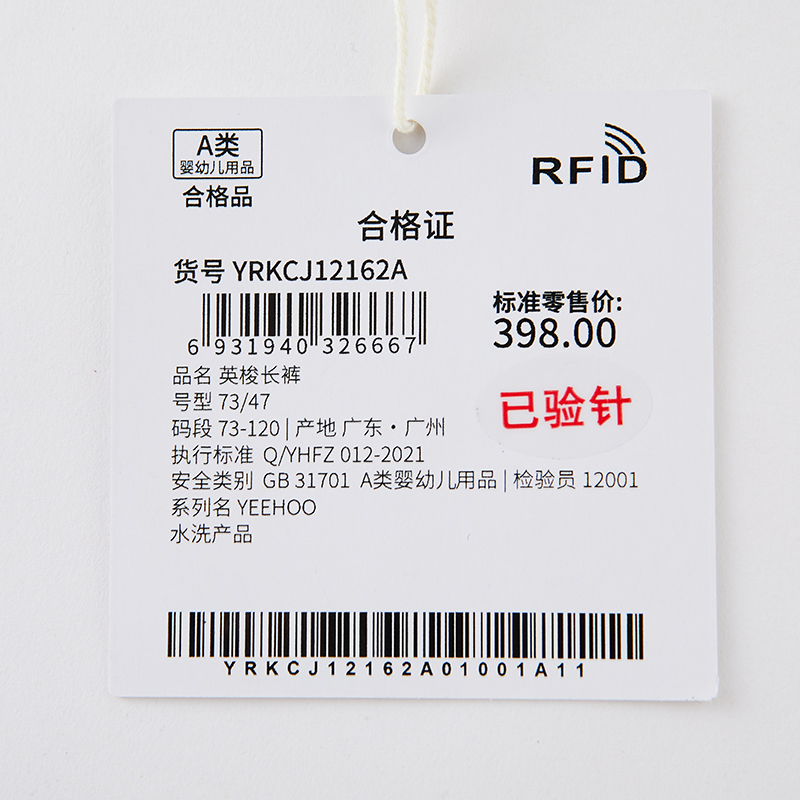 A类
婴幼儿用品
合格品
RFID
合格证
货号 YRKCJ12162A
6 931940 326667
标准零售价:
398.00
品名 英梭长裤
号型 73/47
已验针
码段 73-120 | 产地 广东·广州
执行标准 Q/YHFZ 012-2021
安全类别 GB 31701 A类婴幼儿用品 | 检验员 12001
系列名 YEEHOO
水洗产品
YRKCJ12162A01001A11